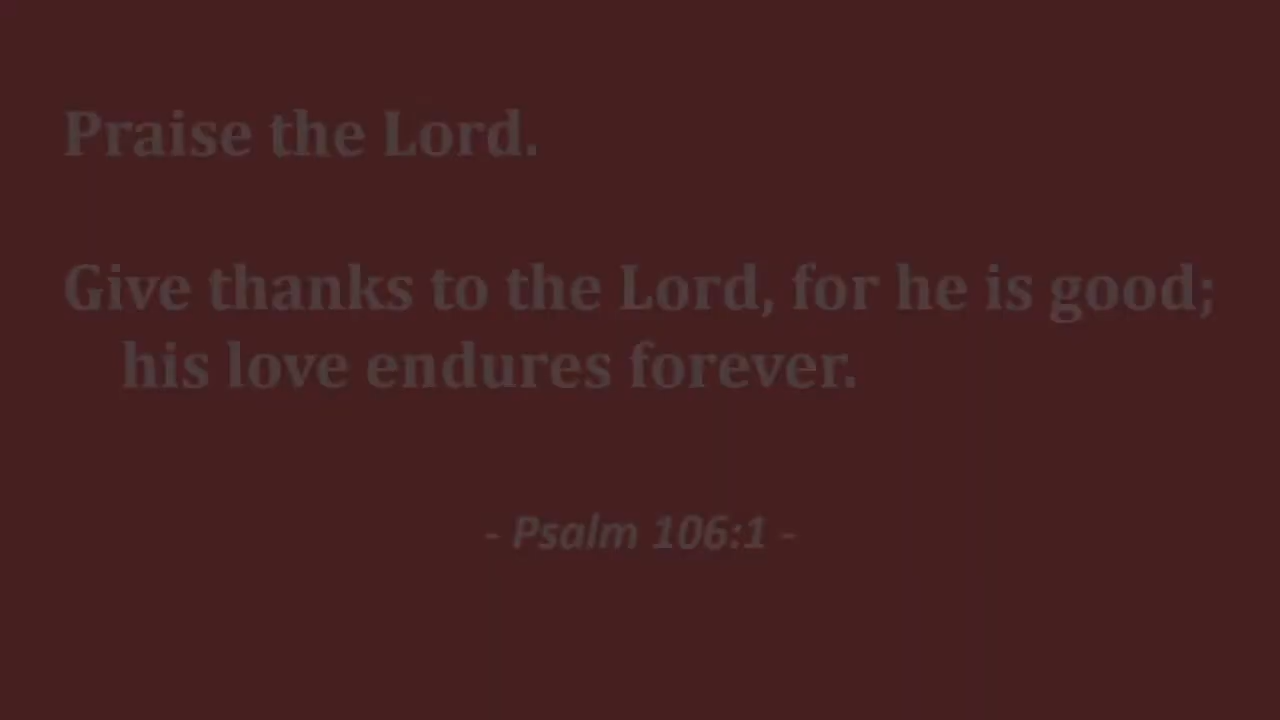 Praise the Lord.
Give thanks to the Lord, for he is good;
his love endures forever.
- Psalm 106:1 -